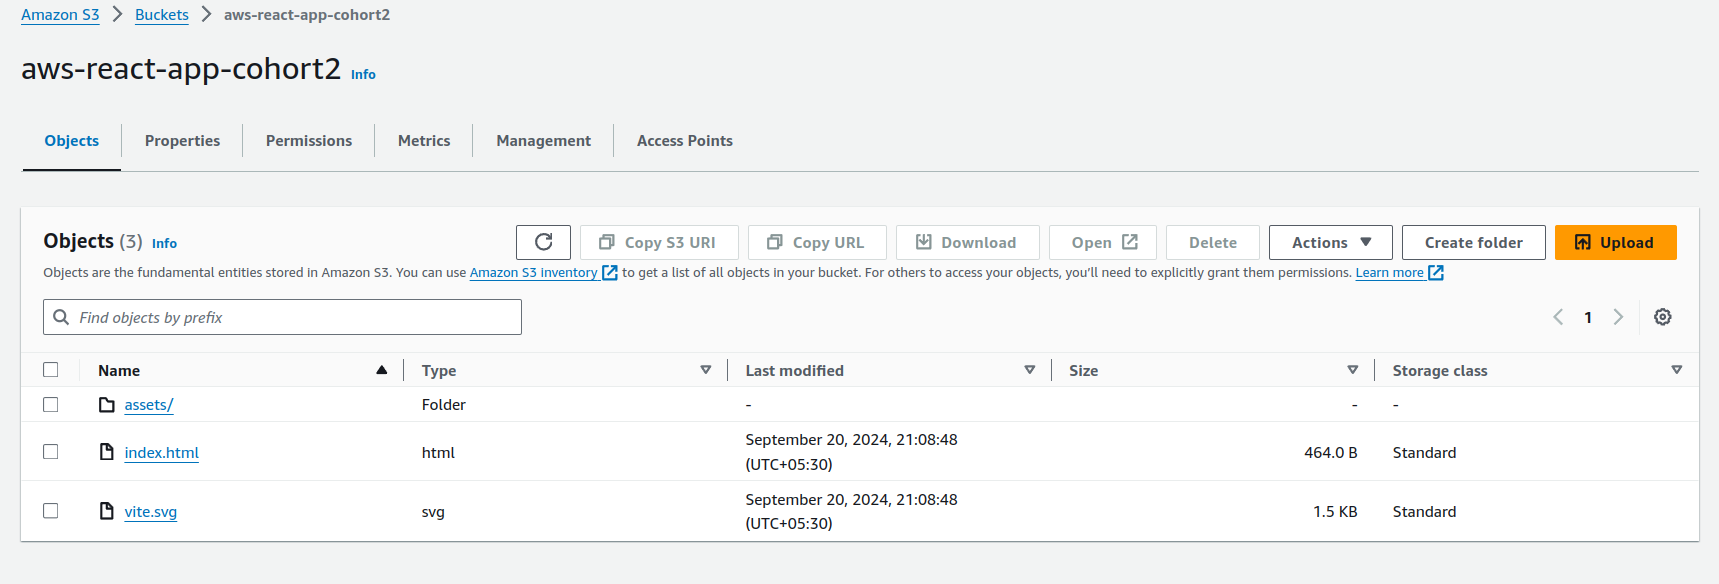 Amazon S3 > Buckets > aws-react-app-cohort2
aws-react-app-cohort2 Info
Objects Properties Permissions Metrics Management Access Points
Objects (3) Info Copy S3 URI Copy URL Download Open Delete Actions Create folder Upload
Objects are the fundamental entities stored in Amazon S3. You can use Amazon S3 inventory to get a list of all objects in your bucket. For others to access your objects, you'll need to explicitly grant them permissions. Learn more
Find objects by prefix 1
Name Type Last modified Size Storage class
assets/ Folder - - -
September 20, 2024, 21:08:48
index.html html 464.0 B Standard
(UTC+05:30)
September 20, 2024, 21:08:48
vite.svg svg 1.5 KB Standard
(UTC+05:30)